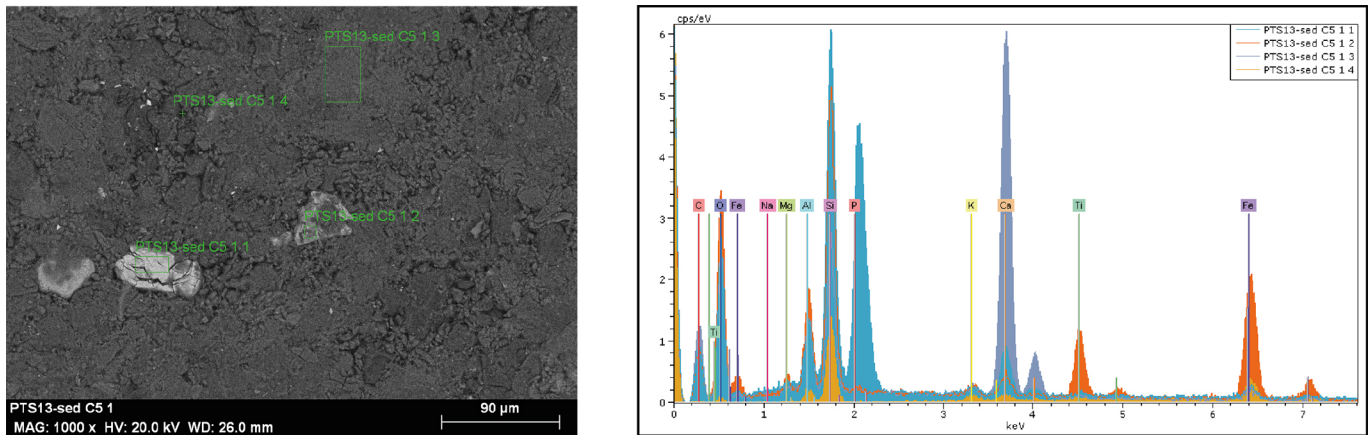 PTS13-sed C5 1 3
PTS13-sed C5 1 4
PTS13-sed C5 1 2
PTS13-sed C5 1 1
PTS13-sed C5 1
MAG: 1000 x HV: 20.0 kV WD: 26.0 mm
90 µm
cps/eV
PTS13-sed C5 1 1
PTS13-sed C5 1 2
PTS13-sed C5 1 3
PTS13-sed C5 1 4
6
5
4
3
2
1
0
C O Fe Na Mg Al Si P K Ca Ti Fe
Ti
0 1 2 3 4 5 6 7
keV